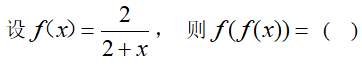 设 f(x) = 2/(2+x)， 则 f(f(x)) = ( )